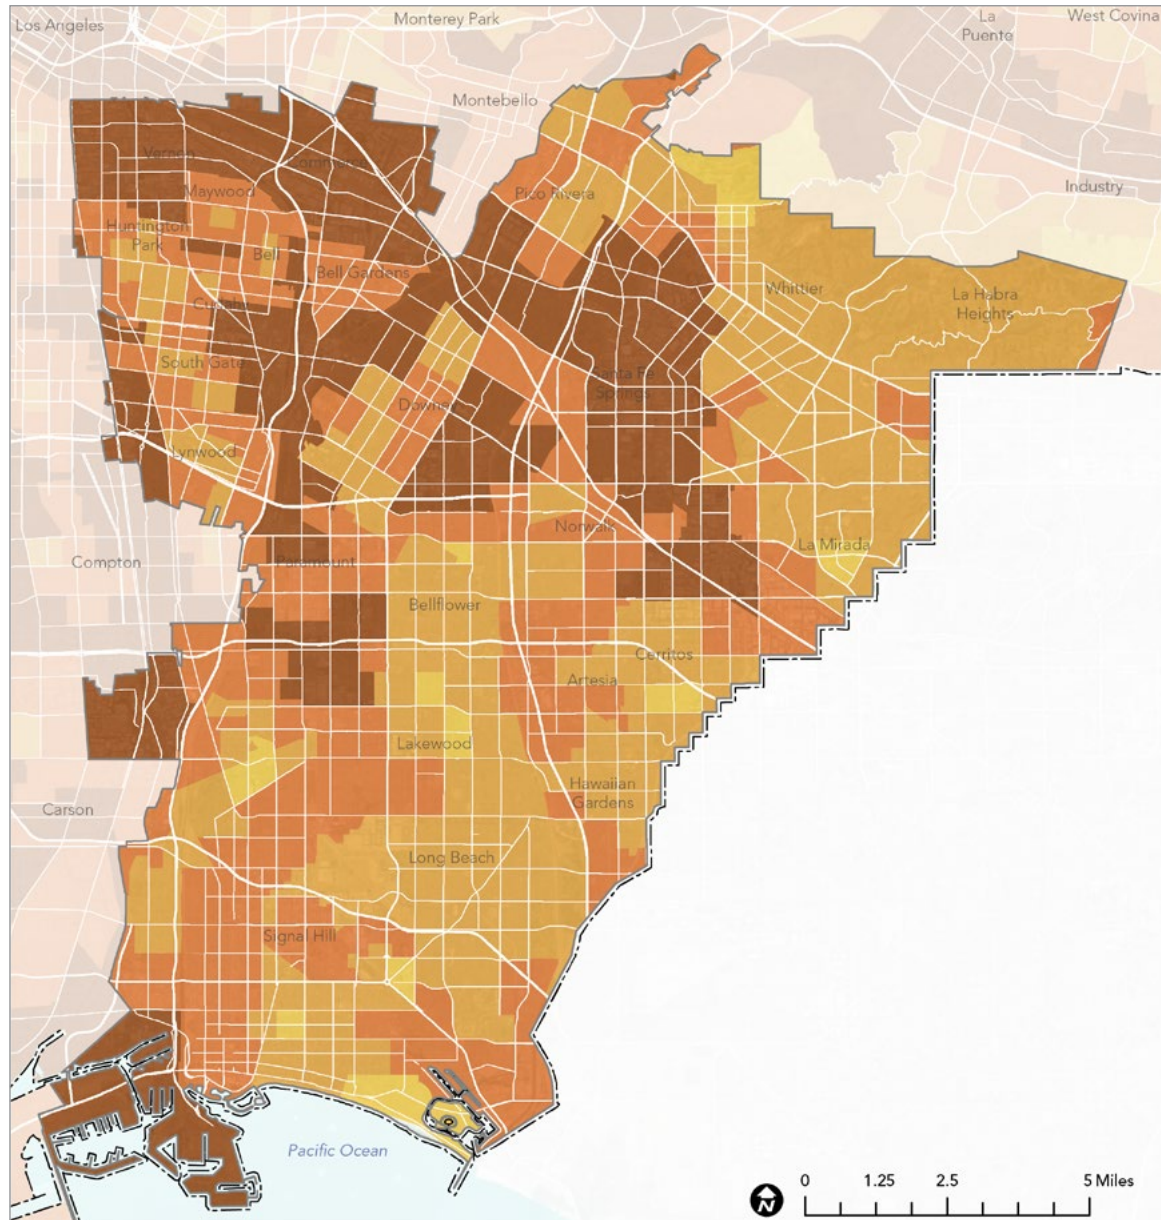 Los Angeles
Monterey Park
La
Puente
West Covina
Montebello
Vernon
Commerce
Maywood
Pico Rivera
Industry
Huntington
Park
Bell
Bell Gardens
Cudahy
Whittier
La Habra
Heights
South Gate
Santa Fe
Springs
Downey
Lynwood
Norwalk
La Mirada
Compton
Paramount
Bellflower
Cerritos
Artesia
Lakewood
Hawaiian
Gardens
Carson
Long Beach
Signal Hill
Pacific Ocean
N
0 1.25 2.5 5 Miles